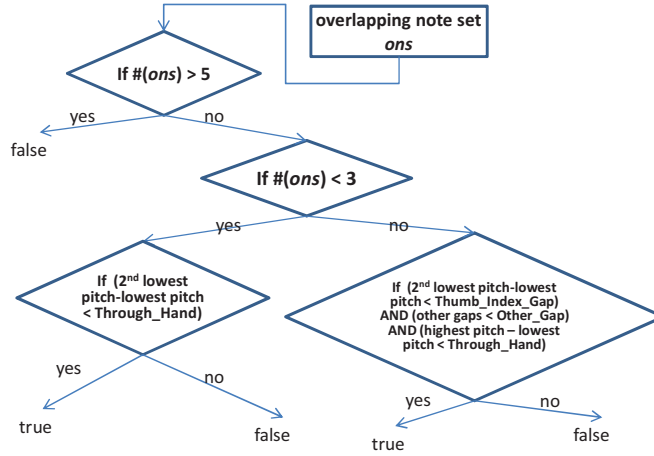 overlapping note set
ons
If #(ons) > 5
yes
no
false
If #(ons) < 3
yes
no
If (2nd lowest
pitch-lowest pitch
< Through_Hand)
If (2nd lowest pitch-lowest
pitch < Thumb_Index_Gap)
AND (other gaps < Other_Gap)
AND (highest pitch – lowest
pitch < Through_Hand)
yes
no
yes
no
true
false
true
false